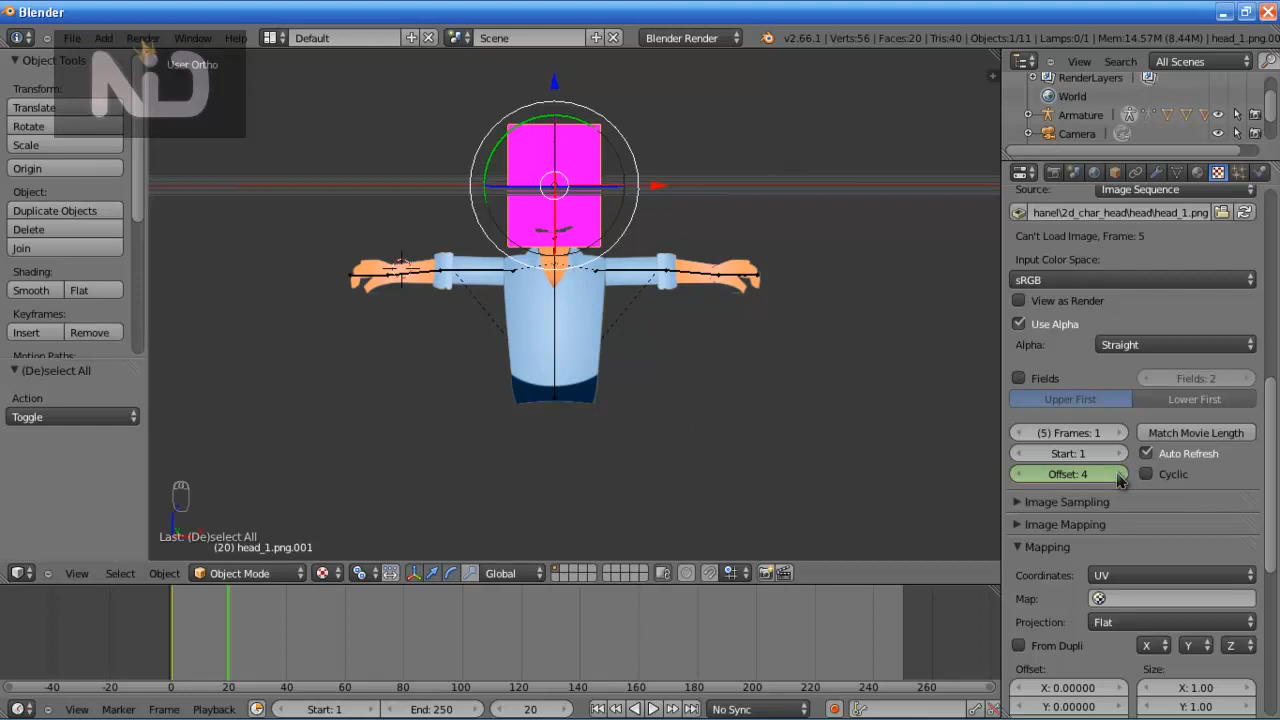 Blender
File Add Render Window Help Default Scene Blender Render v2.66.1 | Verts:56 | Faces:20 | Tris:40 | Objects:1/11 | Lamps:0/1 | Mem:14.57M (8.44M) | head_1.png.00
NID
User Ortho
Object Tools
Transform:
Translate
Rotate
Scale
Origin
Object:
Duplicate Objects
Delete
Join
Shading:
Smooth Flat
Keyframes:
Insert Remove
Motion Paths:
(De)select All
Action
Toggle
Last: (De)select All
(20) head_1.png.001
View Select Object Object Mode Global
-40 -20 0 20 40 60 80 100 120 140 160 180 200 220 240 260
View Marker Frame Playback Start: 1 End: 250 20 No Sync
View Search All Scenes
RenderLayers
World
Armature
Camera
Source: Image Sequence
hanel\2d_char_head\head\head_1.png
Can't Load Image, Frame: 5
Input Color Space:
sRGB
View as Render
Use Alpha
Alpha: Straight
Fields Fields: 2
Upper First Lower First
(5) Frames: 1 Match Movie Length
Start: 1 Auto Refresh
Offset: 4 Cyclic
Image Sampling
Image Mapping
Mapping
Coordinates: UV
Map:
Projection: Flat
From Dupli X Y Z
Offset: Size:
X: 0.00000 X: 1.00
Y: 0.00000 Y: 1.00